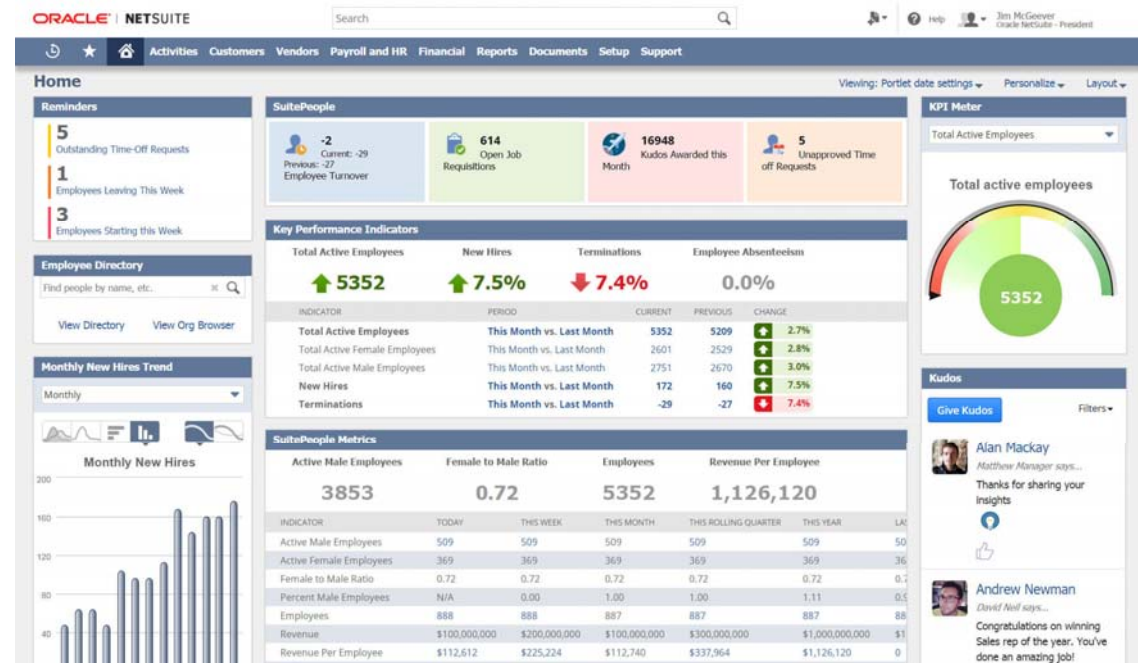 ORACLE | NETSUITE
Search
Help
Jim McGeever
Oracle NetSuite - President
Activities Customers Vendors Payroll and HR Financial Reports Documents Setup Support
Home
Viewing: Portlet date settings Personalize Layout
Reminders
5
Outstanding Time-Off Requests
1
Employees Leaving This Week
3
Employees Starting this Week
Employee Directory
Find people by name, etc.
View Directory View Org Browser
Monthly New Hires Trend
Monthly
Monthly New Hires
200
160
120
80
40
SuitePeople
-2
Current: -29
Previous: -27
Employee Turnover
614
Open Job
Requisitions
16948
Kudos Awarded this
Month
5
Unapproved Time
off Requests
Key Performance Indicators
Total Active Employees New Hires Terminations Employee Absenteeism
5352 7.5% 7.4% 0.0%
INDICATOR PERIOD CURRENT PREVIOUS CHANGE
Total Active Employees This Month vs. Last Month 5352 5209 2.7%
Total Active Female Employees This Month vs. Last Month 2601 2529 2.8%
Total Active Male Employees This Month vs. Last Month 2751 2670 3.0%
New Hires This Month vs. Last Month 172 160 7.5%
Terminations This Month vs. Last Month -29 -27 7.4%
SuitePeople Metrics
Active Male Employees Female to Male Ratio Employees Revenue Per Employee
3853 0.72 5352 1,126,120
INDICATOR TODAY THIS WEEK THIS MONTH THIS ROLLING QUARTER THIS YEAR LA
Active Male Employees 509 509 509 509 509 50
Active Female Employees 369 369 369 369 369 36
Female to Male Ratio 0.72 0.72 0.72 0.72 0.72 0.7
Percent Male Employees N/A 0.00 1.00 1.00 1.11 0.9
Employees 888 888 887 887 887 88
Revenue $100,000,000 $200,000,000 $100,000,000 $300,000,000 $1,000,000,000 $1
Revenue Per Employee $112,612 $225,224 $112,740 $337,964 $1,126,120 0
KPI Meter
Total Active Employees
Total active employees
5352
Kudos
Give Kudos Filters
Alan Mackay
Matthew Manager says...
Thanks for sharing your
insights
Andrew Newman
David Neil says...
Congratulations on winning
Sales rep of the year. You've
done an amazing job!